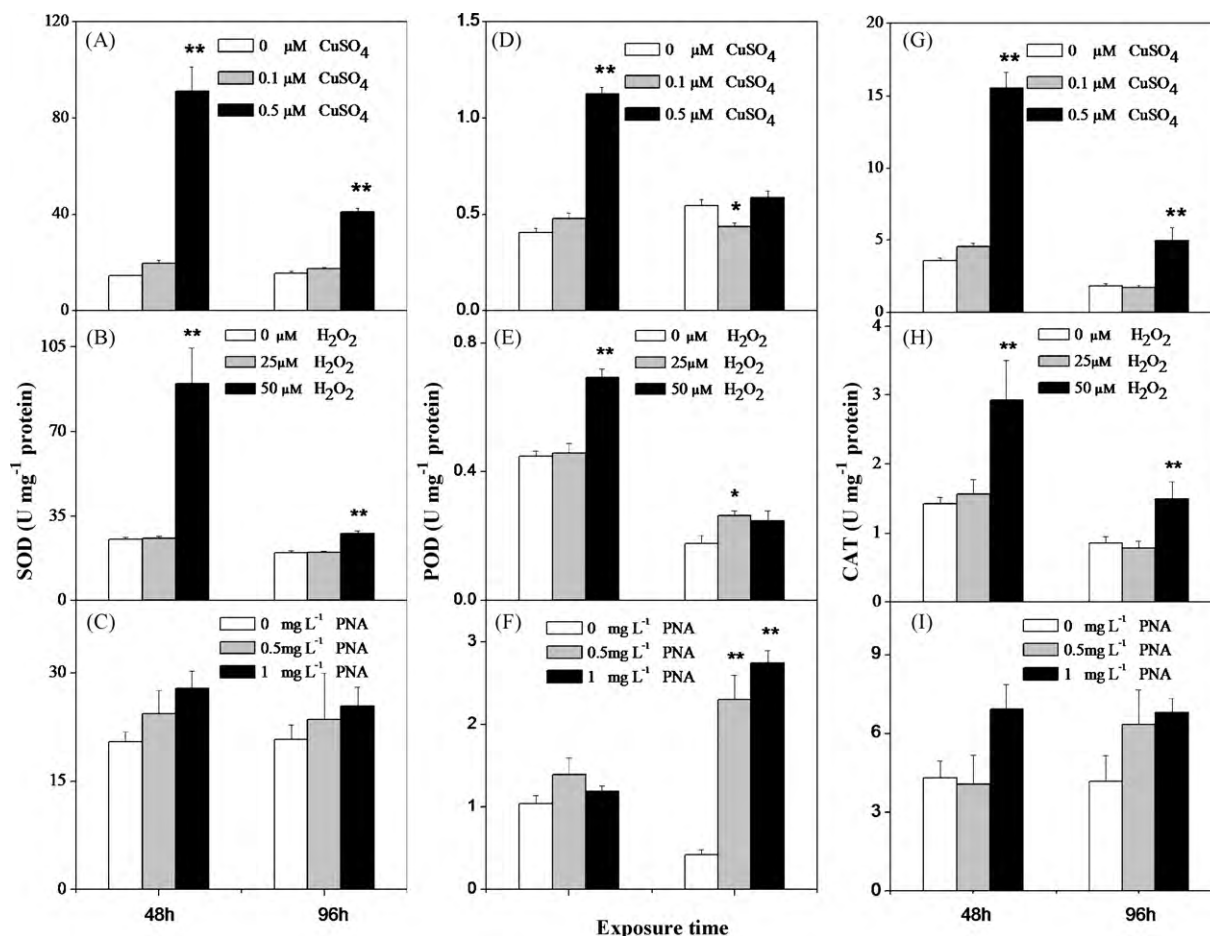 (A)
120
80
40
0
**
**
0 μM CuSO4
0.1 μM CuSO4
0.5 μM CuSO4
(B)
105
70
35
0
**
**
0 μM H2O2
25μM H2O2
50 μM H2O2
SOD (U mg-1 protein)
(C)
30
15
0
0 mg L-1 PNA
0.5mg L-1 PNA
1 mg L-1 PNA
48h
96h
(D)
1.5
1.0
0.5
0.0
**
*
0 μM CuSO4
0.1 μM CuSO4
0.5 μM CuSO4
(E)
0.8
0.4
0.0
**
*
0 μM H2O2
25μM H2O2
50 μM H2O2
POD (U mg-1 protein)
(F)
3
2
1
0
**
**
0 mg L-1 PNA
0.5mg L-1 PNA
1 mg L-1 PNA
Exposure time
(G)
20
15
10
5
0
**
**
0 μM CuSO4
0.1 μM CuSO4
0.5 μM CuSO4
(H)
4
3
2
1
0
**
**
0 μM H2O2
25μM H2O2
50 μM H2O2
CAT (U mg-1 protein)
(I)
9
6
3
0
0 mg L-1 PNA
0.5mg L-1 PNA
1 mg L-1 PNA
48h
96h